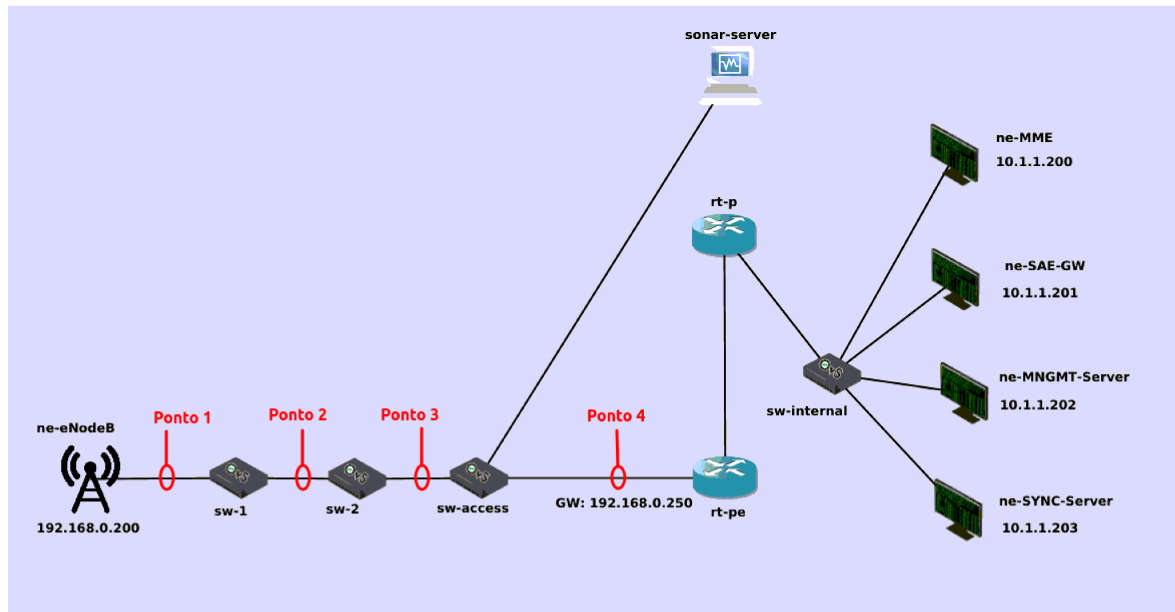 sonar-server
ne-MME
10.1.1.200
rt-p
ne-SAE-GW
10.1.1.201
ne-MNGMT-Server
10.1.1.202
sw-internal
Ponto 1
Ponto 2
Ponto 3
Ponto 4
ne-eNodeB
192.168.0.200
sw-1
sw-2
sw-access
GW: 192.168.0.250
rt-pe
ne-SYNC-Server
10.1.1.203